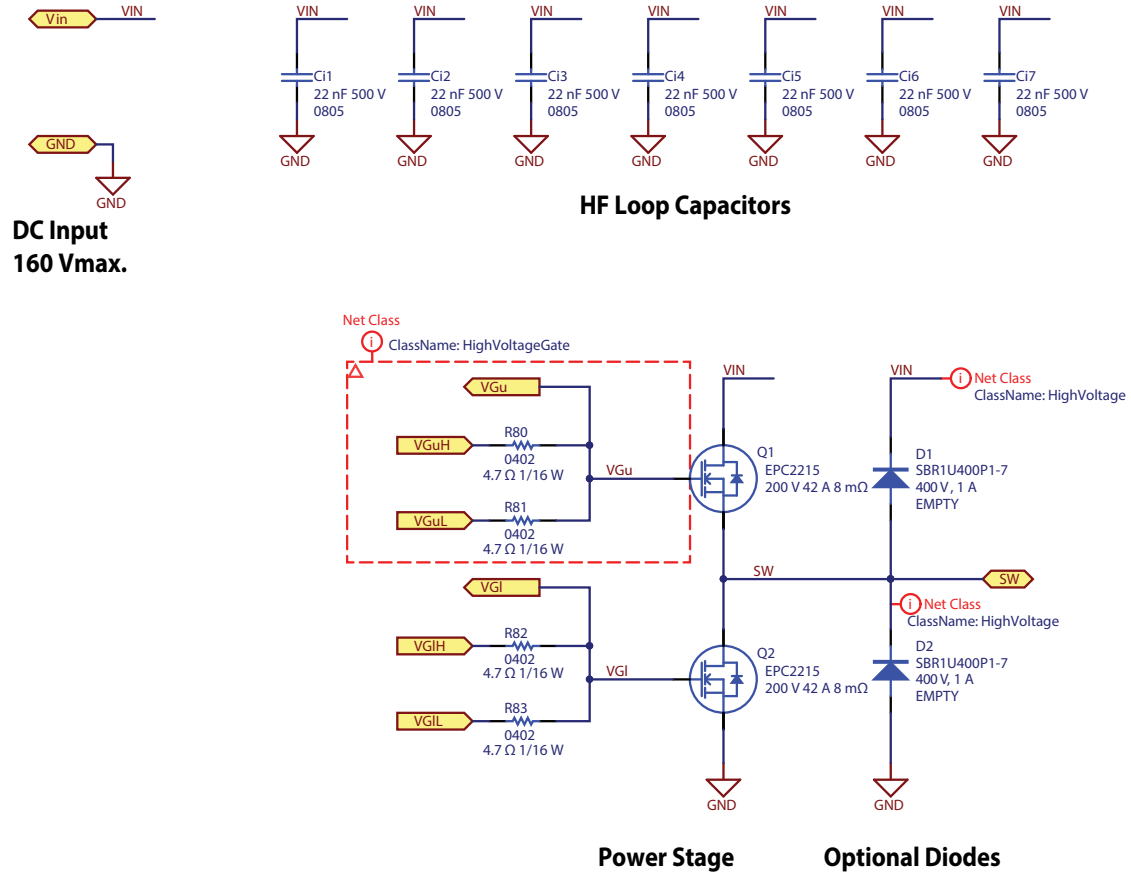 Vin
VIN
GND
GND
DC Input
160 Vmax.
VIN
Ci1
22 nF 500 V
0805
GND
VIN
Ci2
22 nF 500 V
0805
GND
VIN
Ci3
22 nF 500 V
0805
GND
VIN
Ci4
22 nF 500 V
0805
GND
VIN
Ci5
22 nF 500 V
0805
GND
VIN
Ci6
22 nF 500 V
0805
GND
VIN
Ci7
22 nF 500 V
0805
GND
HF Loop Capacitors
Net Class
i
ClassName: HighVoltageGate
VGu
VGuH
R80
0402
4.7 Ω 1/16 W
VGuL
R81
0402
4.7 Ω 1/16 W
VGu
VIN
Q1
EPC2215
200 V 42 A 8 mΩ
VIN
i
Net Class
ClassName: HighVoltage
D1
SBR1U400P1-7
400 V, 1 A
EMPTY
SW
SW
i
Net Class
ClassName: HighVoltage
VGl
VGlH
R82
0402
4.7 Ω 1/16 W
VGlL
R83
0402
4.7 Ω 1/16 W
VGl
Q2
EPC2215
200 V 42 A 8 mΩ
GND
D2
SBR1U400P1-7
400 V, 1 A
EMPTY
GND
Power Stage
Optional Diodes